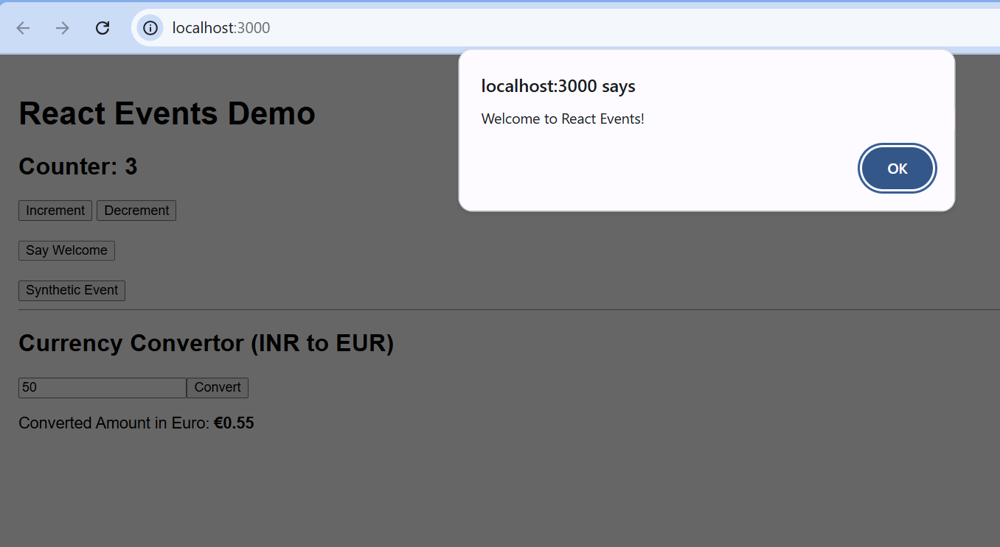 localhost:3000
localhost:3000 says
Welcome to React Events!
OK
React Events Demo
Counter: 3
Increment Decrement
Say Welcome
Synthetic Event
Currency Convertor (INR to EUR)
50 Convert
Converted Amount in Euro: €0.55